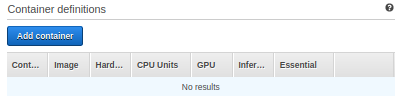 Container definitions
Add container
Cont... Image Hard... CPU Units GPU Infer... Essential
No results